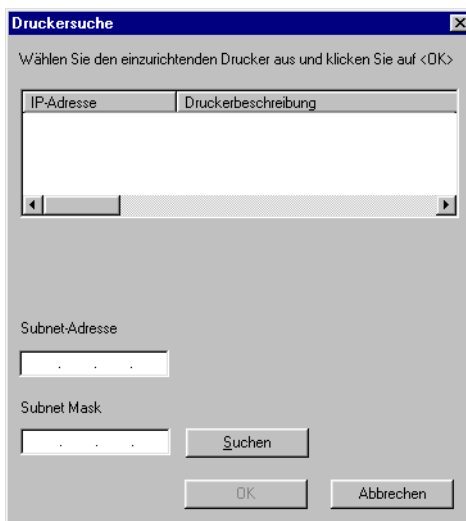 Druckersuche
Wählen Sie den einzurichtenden Drucker aus und klicken Sie auf <OK>
IP-Adresse Druckerbeschreibung
Subnet-Adresse
. . .
Subnet Mask
. . . Suchen
OK Abbrechen